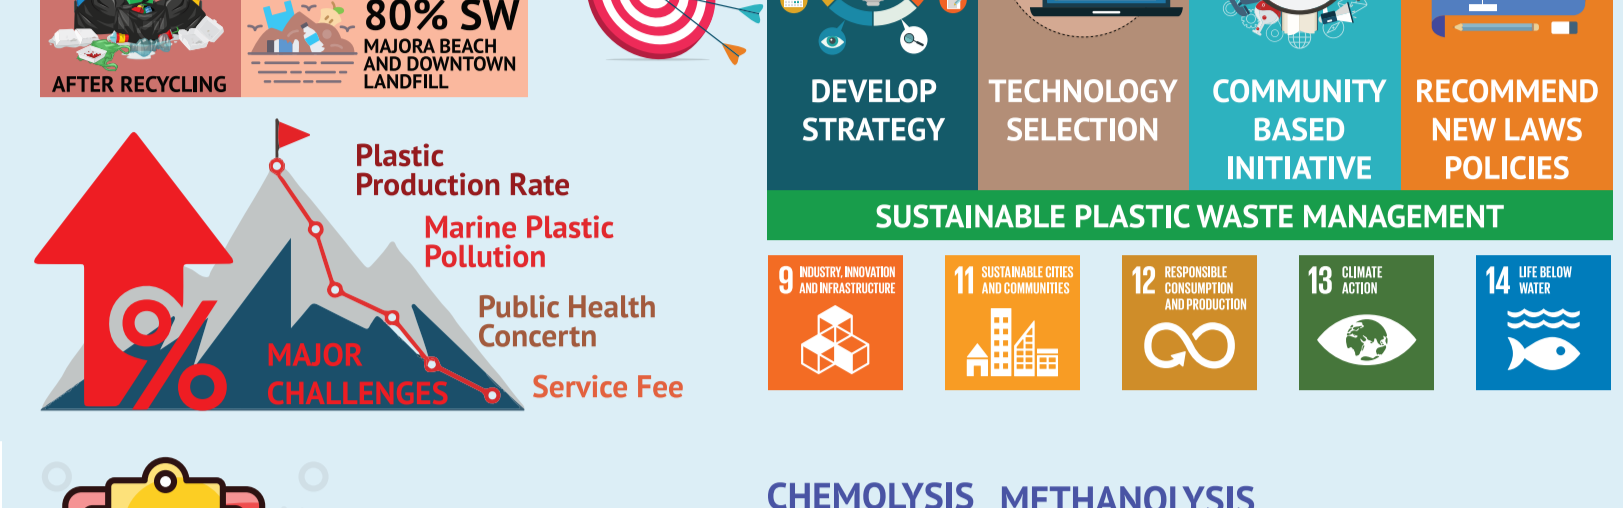 AFTER RECYCLING
80% SW
MAJORA BEACH
AND DOWNTOWN
LANDFILL
Plastic
Production Rate
Marine Plastic
Pollution
Public Health
Concertn
Service Fee
MAJOR
CHALLENGES
%
DEVELOP
STRATEGY
TECHNOLOGY
SELECTION
COMMUNITY
BASED
INITIATIVE
RECOMMEND
NEW LAWS
POLICIES
SUSTAINABLE PLASTIC WASTE MANAGEMENT
9 INDUSTRY, INNOVATION
AND INFRASTRUCTURE
11 SUSTAINABLE CITIES
AND COMMUNITIES
12 RESPONSIBLE
CONSUMPTION
AND PRODUCTION
13 CLIMATE
ACTION
14 LIFE BELOW
WATER
CHEMOLYSIS METHANOLYSIS